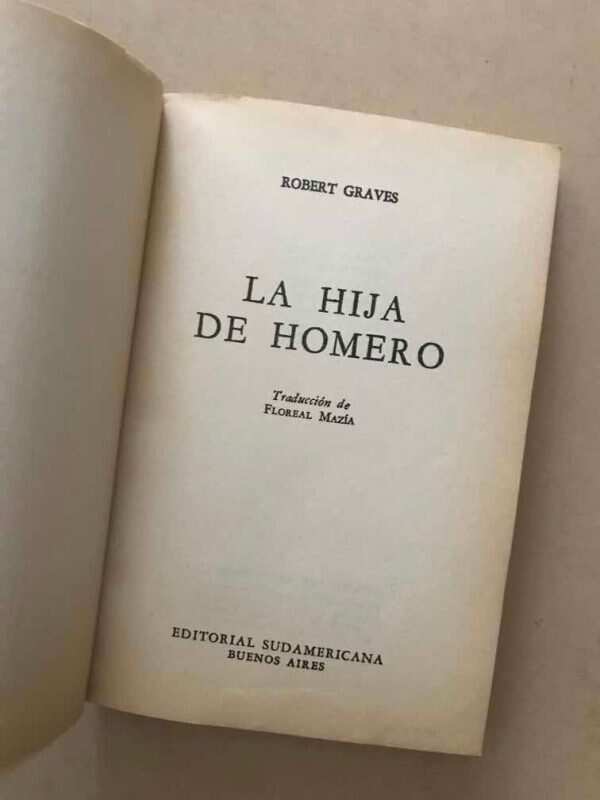 ROBERT GRAVES
LA HIJA
DE HOMERO
Traducción de
FLOREAL MAZÍA
EDITORIAL SUDAMERICANA
BUENOS AIRES